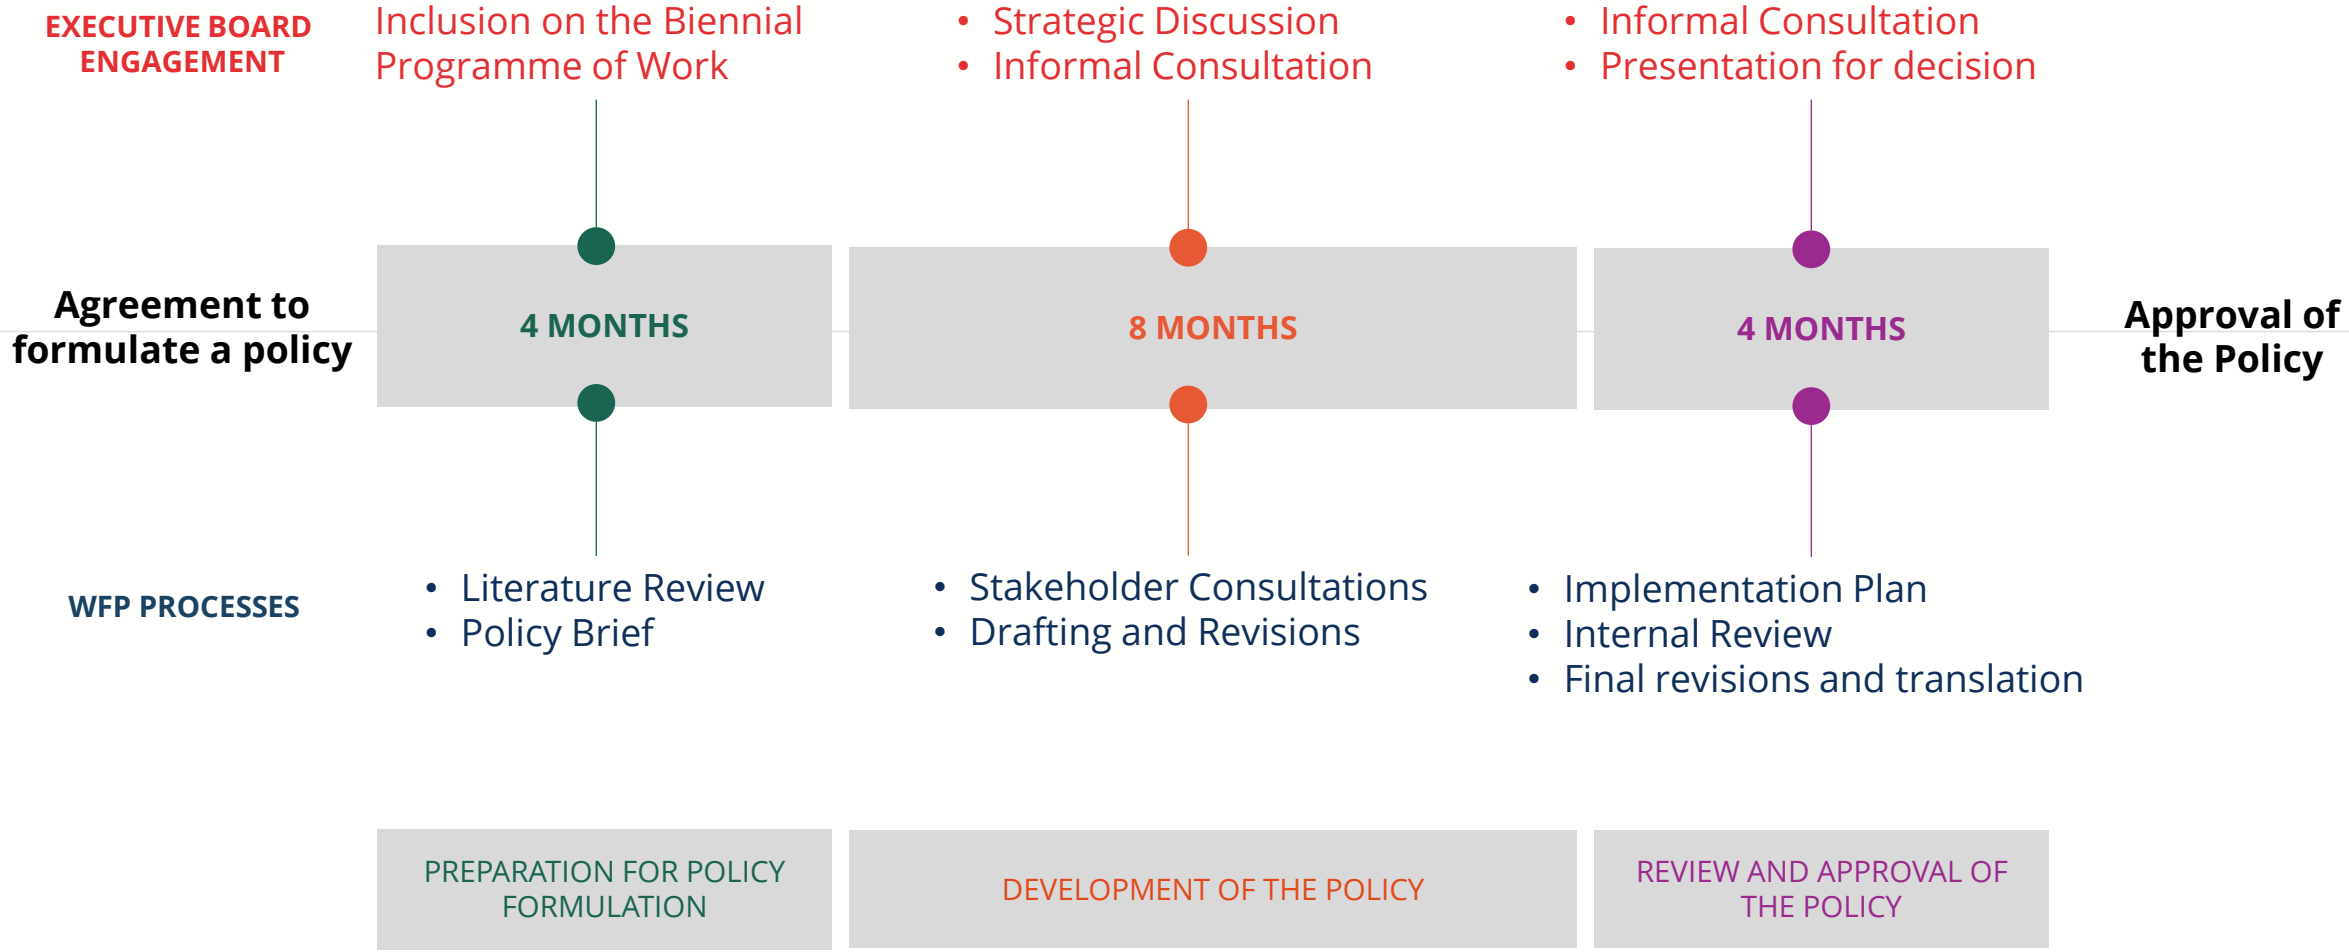 EXECUTIVE BOARD
ENGAGEMENT
Inclusion on the Biennial
Programme of Work
• Strategic Discussion
• Informal Consultation
• Informal Consultation
• Presentation for decision
Agreement to
formulate a policy
4 MONTHS
8 MONTHS
4 MONTHS
Approval of
the Policy
WFP PROCESSES
• Literature Review
• Policy Brief
• Stakeholder Consultations
• Drafting and Revisions
• Implementation Plan
• Internal Review
• Final revisions and translation
PREPARATION FOR POLICY
FORMULATION
DEVELOPMENT OF THE POLICY
REVIEW AND APPROVAL OF
THE POLICY